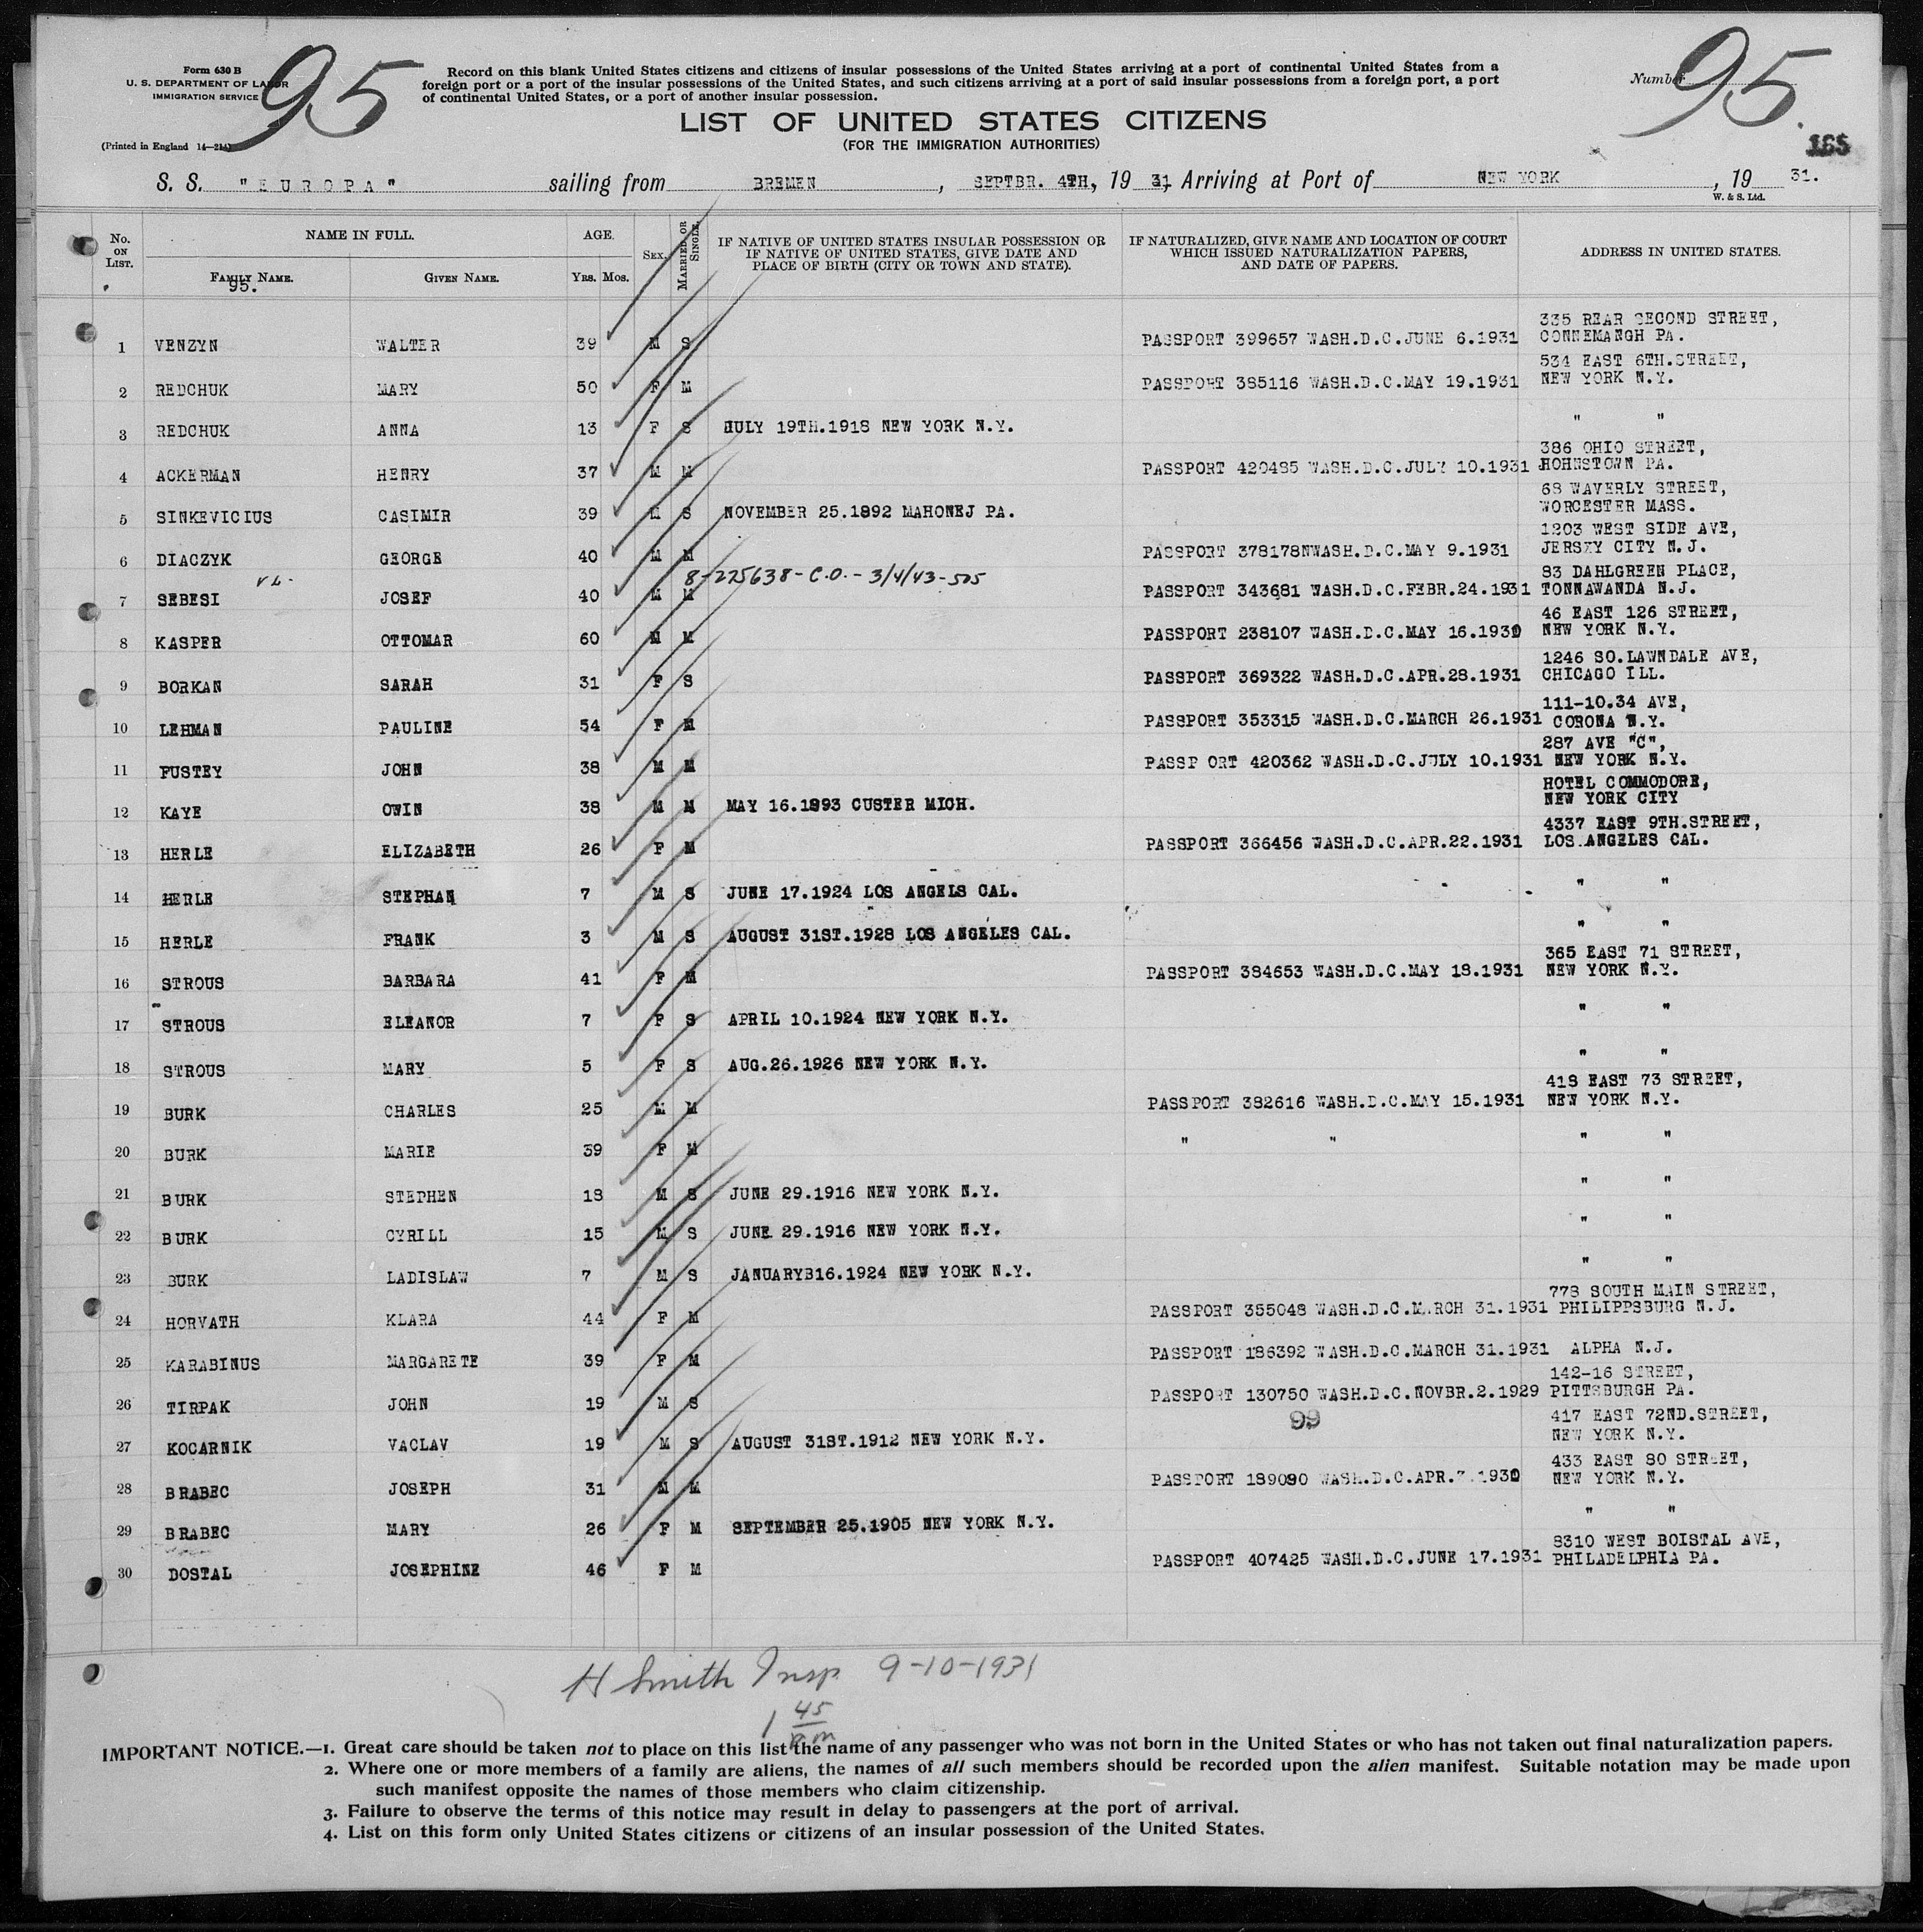 Form 630 B
U. S. DEPARTMENT OF LABOR
IMMIGRATION SERVICE
(Printed in England 14—214)
95
Record on this blank United States citizens and citizens of insular possessions of the United States arriving at a port of continental United States from a
foreign port or a port of the insular possessions of the United States, and such citizens arriving at a port of said insular possessions from a foreign port, a port
of continental United States, or a port of another insular possession.
LIST OF UNITED STATES CITIZENS
(FOR THE IMMIGRATION AUTHORITIES)
Number 95
165
S. S. "EUROPA" sailing from BREMEN, SEPTBR. 4TH, 19 31, Arriving at Port of NEW YORK, 19 31.
W. & S. Ltd.
No. ON LIST. NAME IN FULL. FAMILY NAME. GIVEN NAME. AGE. YRS. MOS. SEX. MARRIED OR SINGLE. IF NATIVE OF UNITED STATES INSULAR POSSESSION OR IF NATIVE OF UNITED STATES, GIVE DATE AND PLACE OF BIRTH (CITY OR TOWN AND STATE). IF NATURALIZED, GIVE NAME AND LOCATION OF COURT WHICH ISSUED NATURALIZATION PAPERS, AND DATE OF PAPERS. ADDRESS IN UNITED STATES.
95.
1 VENZYN WALTER 39 M S PASSPORT 399657 WASH.D.C.JUNE 6.1931 335 REAR SECOND STREET, CONNEMANGH PA.
2 REDCHUK MARY 50 F M PASSPORT 385116 WASH.D.C.MAY 19.1931 534 EAST 6TH.STREET, NEW YORK N.Y.
3 REDCHUK ANNA 13 F S JULY 19TH.1918 NEW YORK N.Y. " "
4 ACKERMAN HENRY 37 M M PASSPORT 420485 WASH.D.C.JULY 10.1931 386 OHIO STREET, HOHNSTOWN PA.
5 SINKEVICIUS CASIMIR 39 M S NOVEMBER 25.1892 MAHONEJ PA. 68 WAVERLY STREET, WORCESTER MASS.
6 DIACZYK GEORGE 40 M M PASSPORT 378178NWASH.D.C.MAY 9.1931 1203 WEST SIDE AVE, JERSEY CITY N.J.
8-225638-C.O.-3/4/43-505
7 SEBESI JOSEF 40 M M PASSPORT 343681 WASH.D.C.FEBR.24.1931 83 DAHLGREEN PLACE, TONNAWANDA N.J.
8 KASPER OTTOMAR 60 M M PASSPORT 238107 WASH.D.C.MAY 16.1930 46 EAST 126 STREET, NEW YORK N.Y.
9 BORKAN SARAH 31 F S PASSPORT 369322 WASH.D.C.APR.28.1931 1246 SO.LAWNDALE AVE, CHICAGO ILL.
10 LEHMAN PAULINE 54 F M PASSPORT 353315 WASH.D.C.MARCH 26.1931 111-10.34 AVE, CORONA N.Y.
11 FUSTEY JOHN 38 M M PASSP ORT 420362 WASH.D.C.JULY 10.1931 287 AVE "C", NEW YORK N.Y.
12 KAYE OWIN 38 M M MAY 16.1893 CUSTER MICH. HOTEL COMMODORE, NEW YORK CITY
13 HERLE ELIZABETH 26 F M PASSPORT 366456 WASH.D.C.APR.22.1931 4337 EAST 9TH.STREET, LOS.ANGELES CAL.
14 HERLE STEPHAN 7 M S JUNE 17.1924 LOS ANGELS CAL. " "
15 HERLE FRANK 3 M S AUGUST 31ST.1928 LOS ANGELES CAL. " "
16 STROUS BARBARA 41 F M PASSPORT 384653 WASH.D.C.MAY 18.1931 365 EAST 71 STREET, NEW YORK N.Y.
17 STROUS ELEANOR 7 F S APRIL 10.1924 NEW YORK N.Y. " "
18 STROUS MARY 5 F S AUG.26.1926 NEW YORK N.Y. " "
19 BURK CHARLES 25 M M PASSPORT 382616 WASH.D.C.MAY 15.1931 418 EAST 73 STREET, NEW YORK N.Y.
20 BURK MARIE 39 F M " " " "
21 BURK STEPHEN 18 M S JUNE 29.1916 NEW YORK N.Y. " "
22 BURK CYRILL 15 M S JUNE 29.1916 NEW YORK N.Y. " "
23 BURK LADISLAW 7 M S JANUARYB16.1924 NEW YORK N.Y. " "
24 HORVATH KLARA 44 F M PASSPORT 355048 WASH.D.C.MARCH 31.1931 778 SOUTH MAIN STREET, PHILIPPSBURG N.J.
25 KARABINUS MARGARETE 39 F M PASSPORT 186392 WASH.D.C.MARCH 31.1931 ALPHA N.J.
26 TIRPAK JOHN 19 M S PASSPORT 130750 WASH.D.C.NOVBR.2.1929 142-16 STREET, PITTSBURGH PA.
99
27 KOCARNIK VACLAV 19 M S AUGUST 31ST.1912 NEW YORK N.Y. 417 EAST 72ND.STREET, NEW YORK N.Y.
28 BRABEC JOSEPH 31 M M PASSPORT 189080 WASH.D.C.APR. 1930 433 EAST 80 STREET, NEW YORK N.Y.
29 BRABEC MARY 26 F M SEPTEMBER 25.1905 NEW YORK N.Y. " "
30 DOSTAL JOSEPHINE 46 F M PASSPORT 407425 WASH.D.C.JUNE 17.1931 8310 WEST BOISTAL AVE, PHILADELPHIA PA.
H Smith Insp 9-10-1931
1 45 pm
IMPORTANT NOTICE.—1. Great care should be taken not to place on this list the name of any passenger who was not born in the United States or who has not taken out final naturalization papers.
2. Where one or more members of a family are aliens, the names of all such members should be recorded upon the alien manifest. Suitable notation may be made upon
such manifest opposite the names of those members who claim citizenship.
3. Failure to observe the terms of this notice may result in delay to passengers at the port of arrival.
4. List on this form only United States citizens or citizens of an insular possession of the United States.